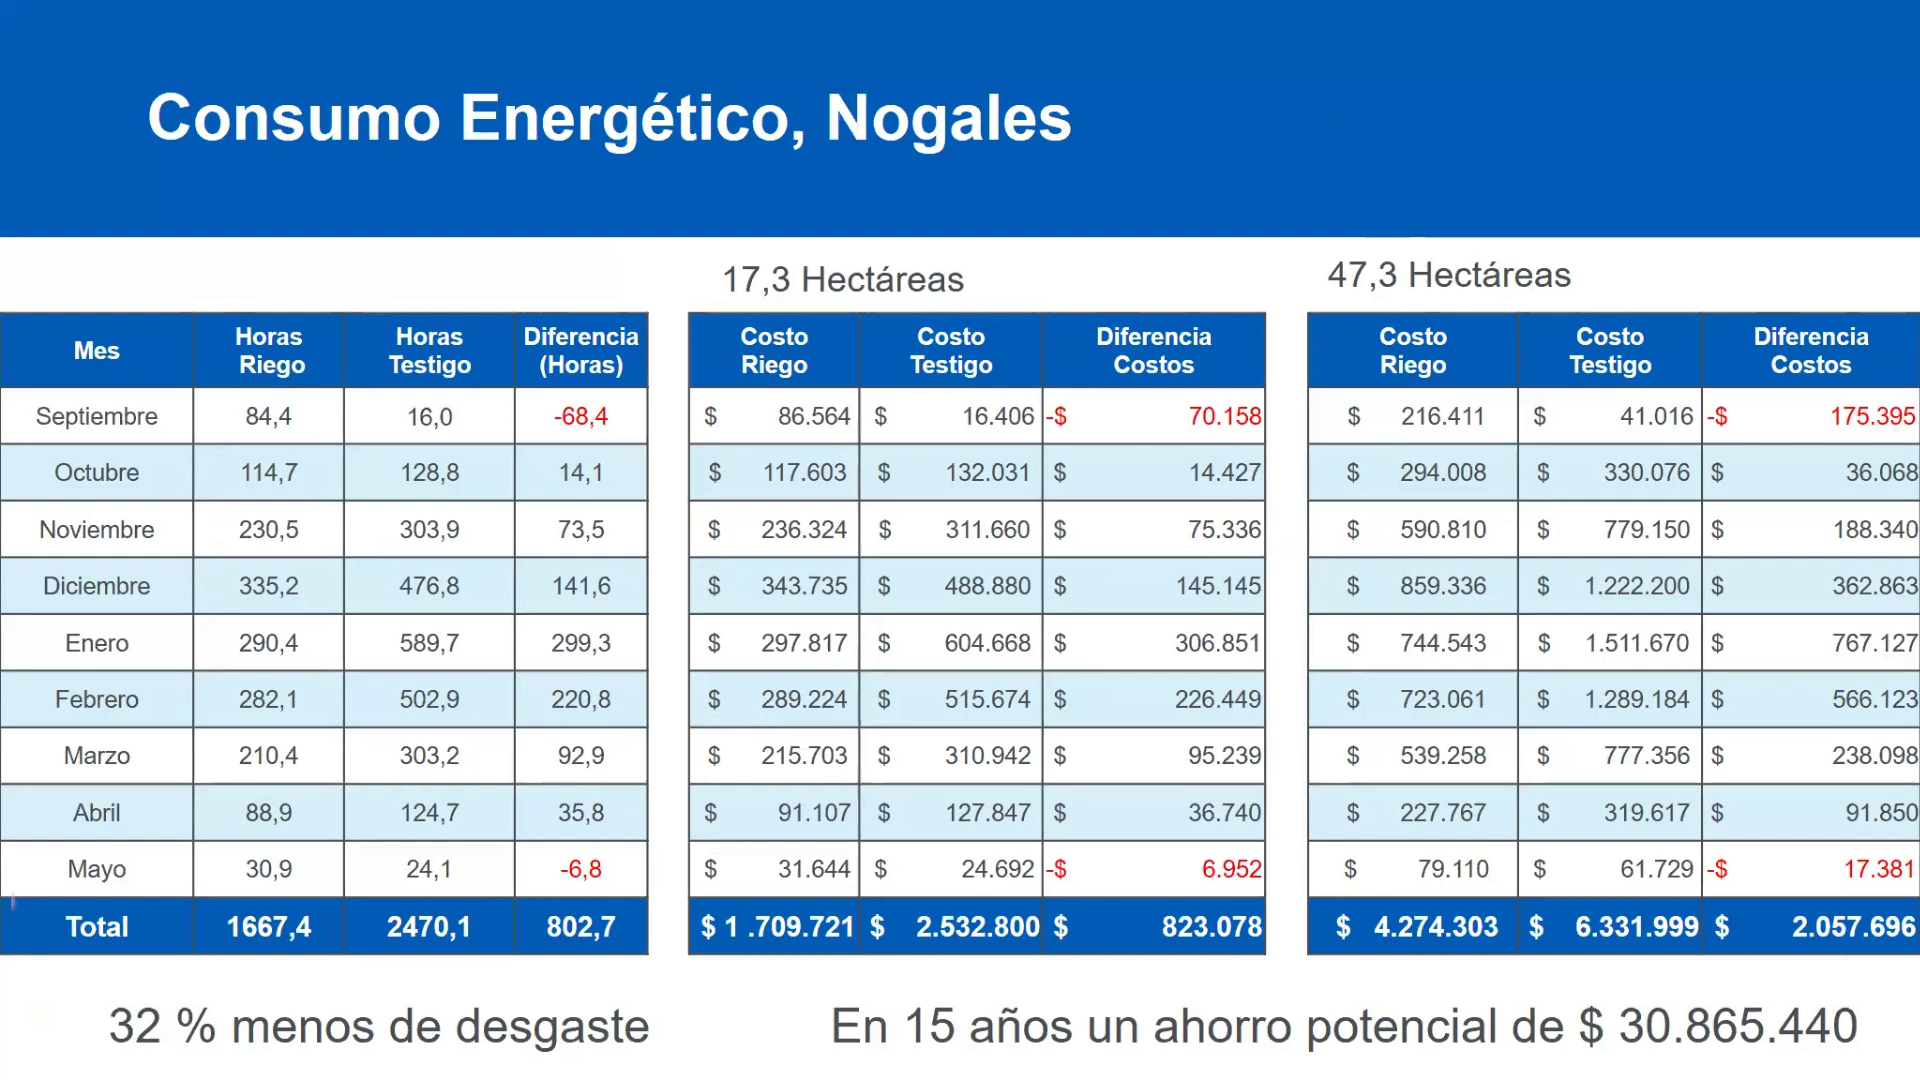 Consumo Energético, Nogales
17,3 Hectáreas
47,3 Hectáreas
Mes Horas Riego Horas Testigo Diferencia (Horas) Costo Riego Costo Testigo Diferencia Costos Costo Riego Costo Testigo Diferencia Costos
Septiembre 84,4 16,0 -68,4 $ 86.564 $ 16.406 -$ 70.158 $ 216.411 $ 41.016 -$ 175.395
Octubre 114,7 128,8 14,1 $ 117.603 $ 132.031 $ 14.427 $ 294.008 $ 330.076 $ 36.068
Noviembre 230,5 303,9 73,5 $ 236.324 $ 311.660 $ 75.336 $ 590.810 $ 779.150 $ 188.340
Diciembre 335,2 476,8 141,6 $ 343.735 $ 488.880 $ 145.145 $ 859.336 $ 1.222.200 $ 362.863
Enero 290,4 589,7 299,3 $ 297.817 $ 604.668 $ 306.851 $ 744.543 $ 1.511.670 $ 767.127
Febrero 282,1 502,9 220,8 $ 289.224 $ 515.674 $ 226.449 $ 723.061 $ 1.289.184 $ 566.123
Marzo 210,4 303,2 92,9 $ 215.703 $ 310.942 $ 95.239 $ 539.258 $ 777.356 $ 238.098
Abril 88,9 124,7 35,8 $ 91.107 $ 127.847 $ 36.740 $ 227.767 $ 319.617 $ 91.850
Mayo 30,9 24,1 -6,8 $ 31.644 $ 24.692 -$ 6.952 $ 79.110 $ 61.729 -$ 17.381
Total 1667,4 2470,1 802,7 $ 1 .709.721 $ 2.532.800 $ 823.078 $ 4.274.303 $ 6.331.999 $ 2.057.696
32 % menos de desgaste
En 15 años un ahorro potencial de $ 30.865.440